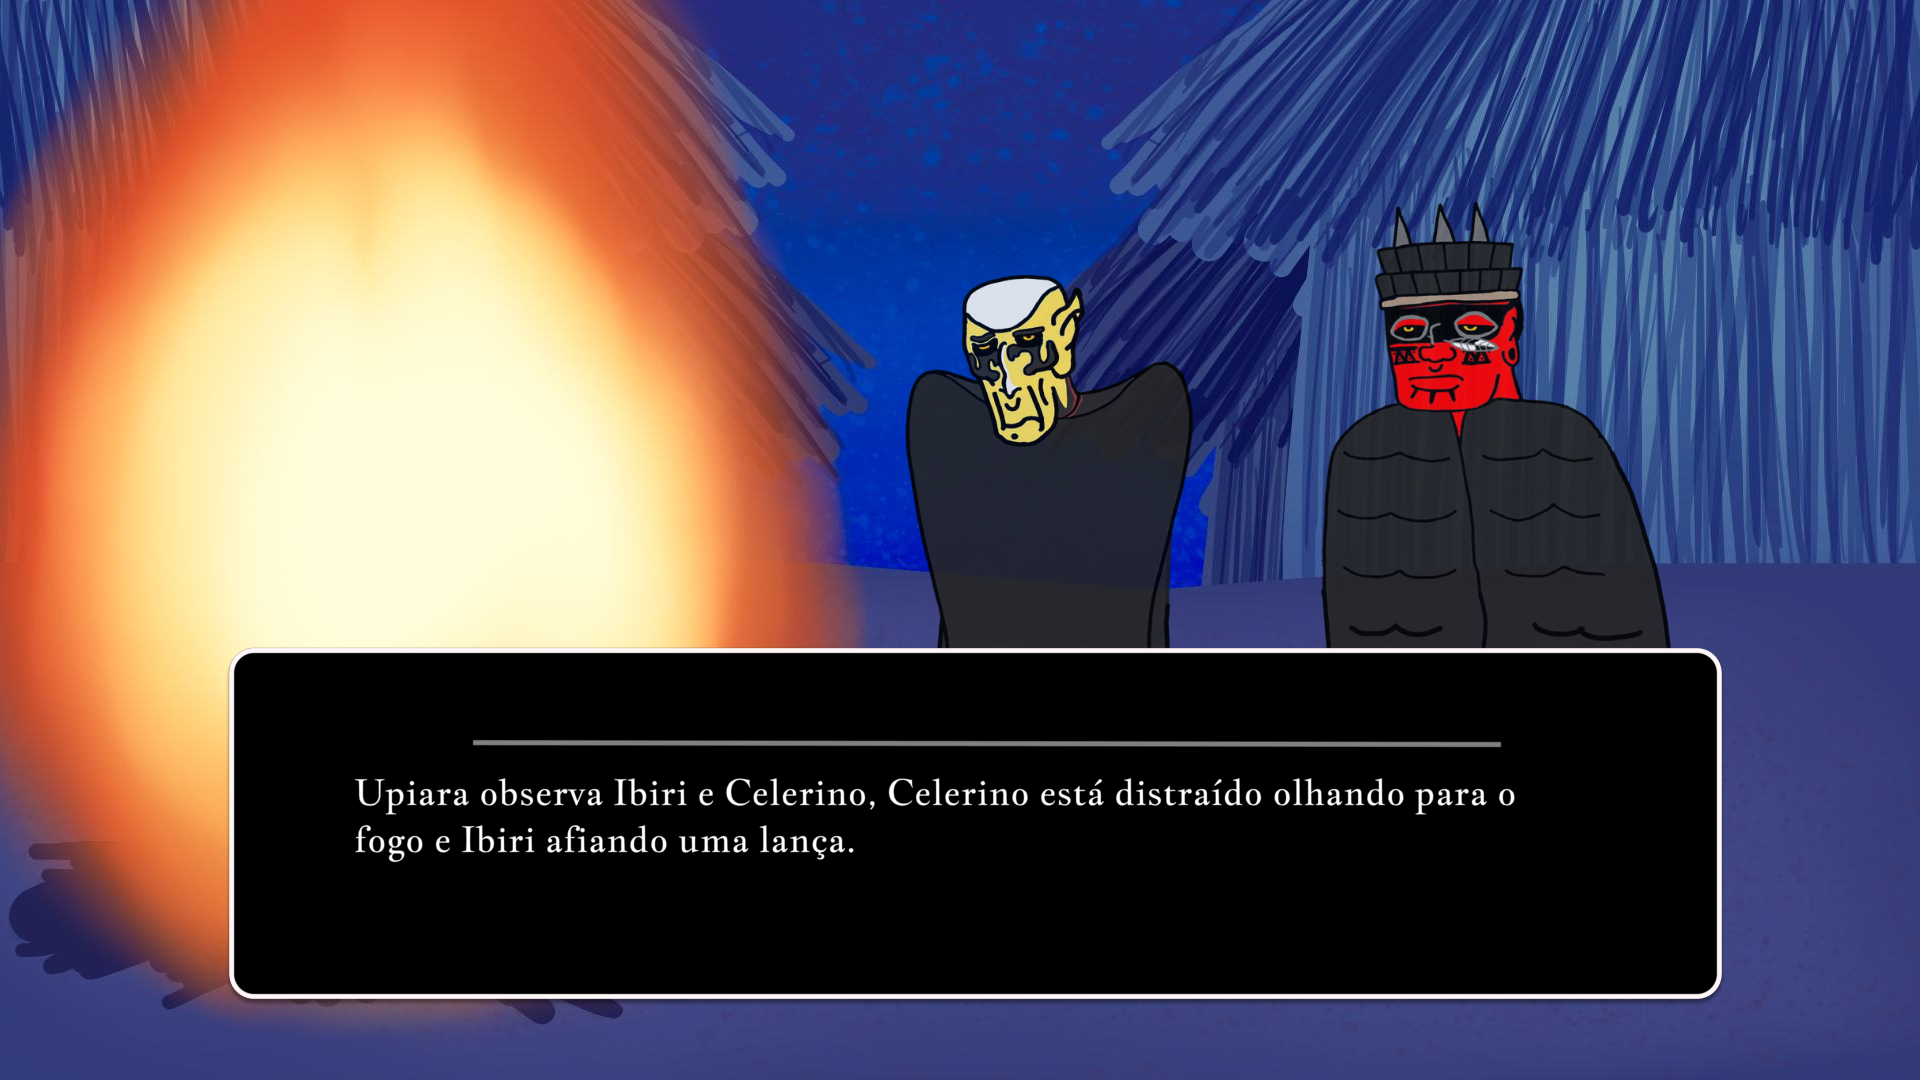 Upiara observa Ibiri e Celerino, Celerino está distraído olhando para o
fogo e Ibiri afiando uma lança.